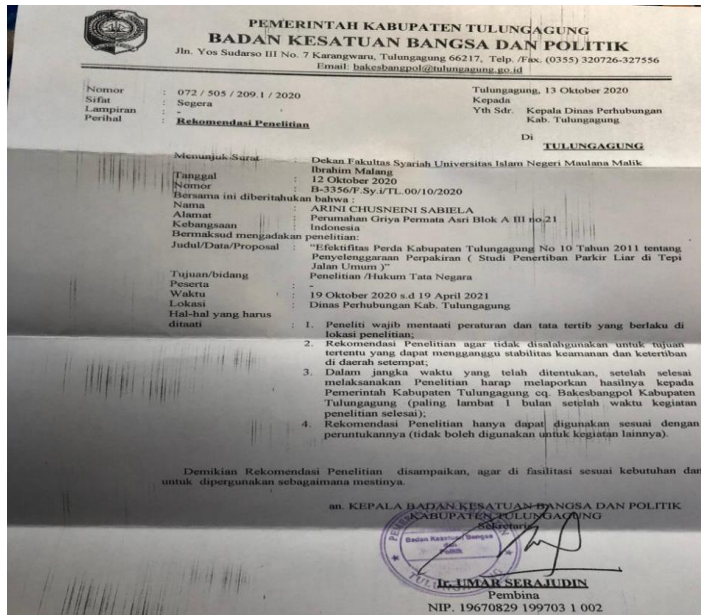 PEMERINTAH KABUPATEN TULUNGAGUNG
BADAN KESATUAN BANGSA DAN POLITIK
Jln. Yos Sudarso III No. 7 Karangwaru, Tulungagung 66217, Telp. /Fax. (0355) 320726-327556
Email: bakesbangpol@tulungagung.go.id
Tulungagung, 13 Oktober 2020
Nomor : 072 / 505 / 209.1 / 2020
Kepada
Sifat : Segera
Yth Sdr. Kepala Dinas Perhubungan
Lampiran : -
Kab. Tulungagung
Perihal : Rekomendasi Penelitian
Di
TULUNGAGUNG
Menunjuk Surat : Dekan Fakultas Syariah Universitas Islam Negeri Maulana Malik
Ibrahim Malang
Tanggal : 12 Oktober 2020
Nomor : B-3356/F.Sy.i/TL.00/10/2020
Bersama ini diberitahukan bahwa :
Nama : ARINI CHUSNEINI SABIELA
Alamat : Perumahan Griya Permata Asri Blok A III no.21
Kebangsaan : Indonesia
Bermaksud mengadakan penelitian:
Judul/Data/Proposal : "Efektifitas Perda Kabupaten Tulungagung No 10 Tahun 2011 tentang
Penyelenggaraan Perpakiran ( Studi Penertiban Parkir Liar di Tepi
Jalan Umum )"
Tujuan/bidang : Penelitian /Hukum Tata Negara
Peserta : -
Waktu : 19 Oktober 2020 s.d 19 April 2021
Lokasi : Dinas Perhubungan Kab. Tulungagung
Hal-hal yang harus
ditaati : 1. Peneliti wajib mentaati peraturan dan tata tertib yang berlaku di
lokasi penelitian;
2. Rekomendasi Penelitian agar tidak disalahgunakan untuk tujuan
tertentu yang dapat mengganggu stabilitas keamanan dan ketertiban
di daerah setempat;
3. Dalam jangka waktu yang telah ditentukan, setelah selesai
melaksanakan Penelitian harap melaporkan hasilnya kepada
Pemerintah Kabupaten Tulungagung cq. Bakesbangpol Kabupaten
Tulungagung (paling lambat 1 bulan setelah waktu kegiatan
penelitian selesai);
4. Rekomendasi Penelitian hanya dapat digunakan sesuai dengan
peruntukannya (tidak boleh digunakan untuk kegiatan lainnya).
Demikian Rekomendasi Penelitian disampaikan, agar di fasilitasi sesuai kebutuhan dan
untuk dipergunakan sebagaimana mestinya.
an. KEPALA BADAN KESATUAN BANGSA DAN POLITIK
KABUPATEN TULUNGAGUNG
Sekretaris
Badan Kesatuan Bangsa
dan
Politik
Ir. UMAR SERAJUDIN
Pembina
NIP. 19670829 199703 1 002